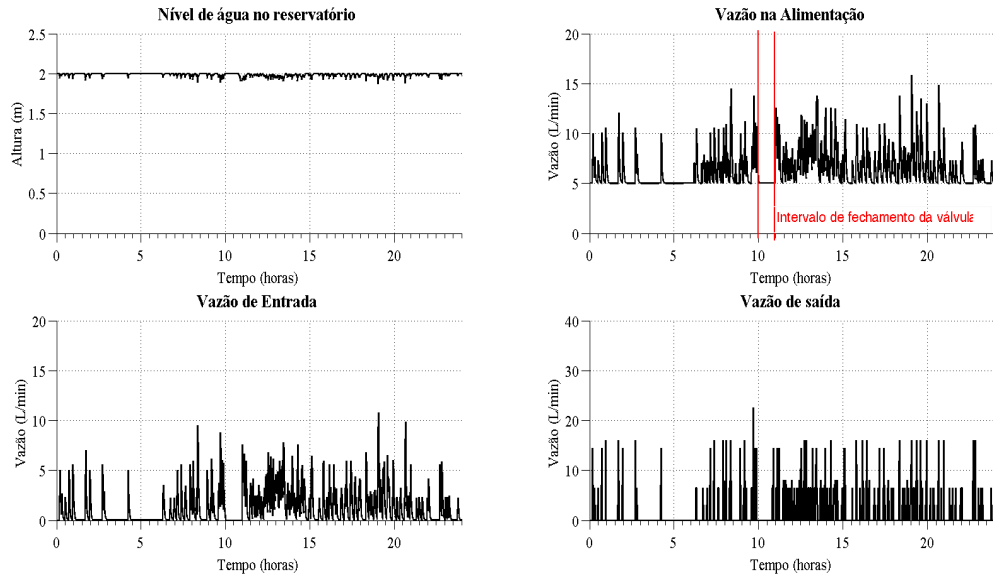 Nível de água no reservatório
2.5
2
1.5
1
0.5
0
Altura (m)
0 5 10 15 20
Tempo (horas)
Vazão na Alimentação
20
15
10
5
0
Vazão (L/min)
Intervalo de fechamento da válvula
0 5 10 15 20
Tempo (horas)
Vazão de Entrada
20
15
10
5
0
Vazão (L/min)
0 5 10 15 20
Tempo (horas)
Vazão de saída
40
30
20
10
0
Vazão (L/min)
0 5 10 15 20
Tempo (horas)